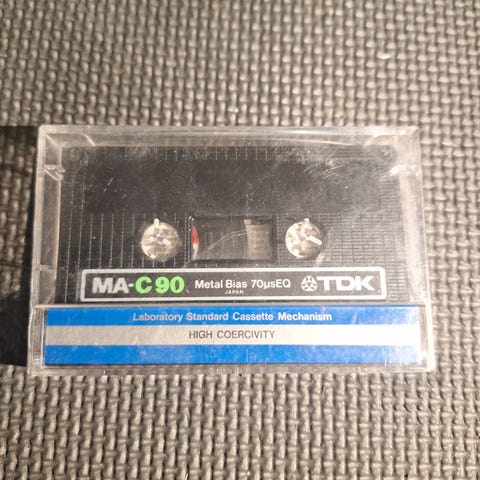 MA-C90 Metal Bias 70µsEQ TDK
JAPAN
Laboratory Standard Cassette Mechanism
HIGH COERCIVITY